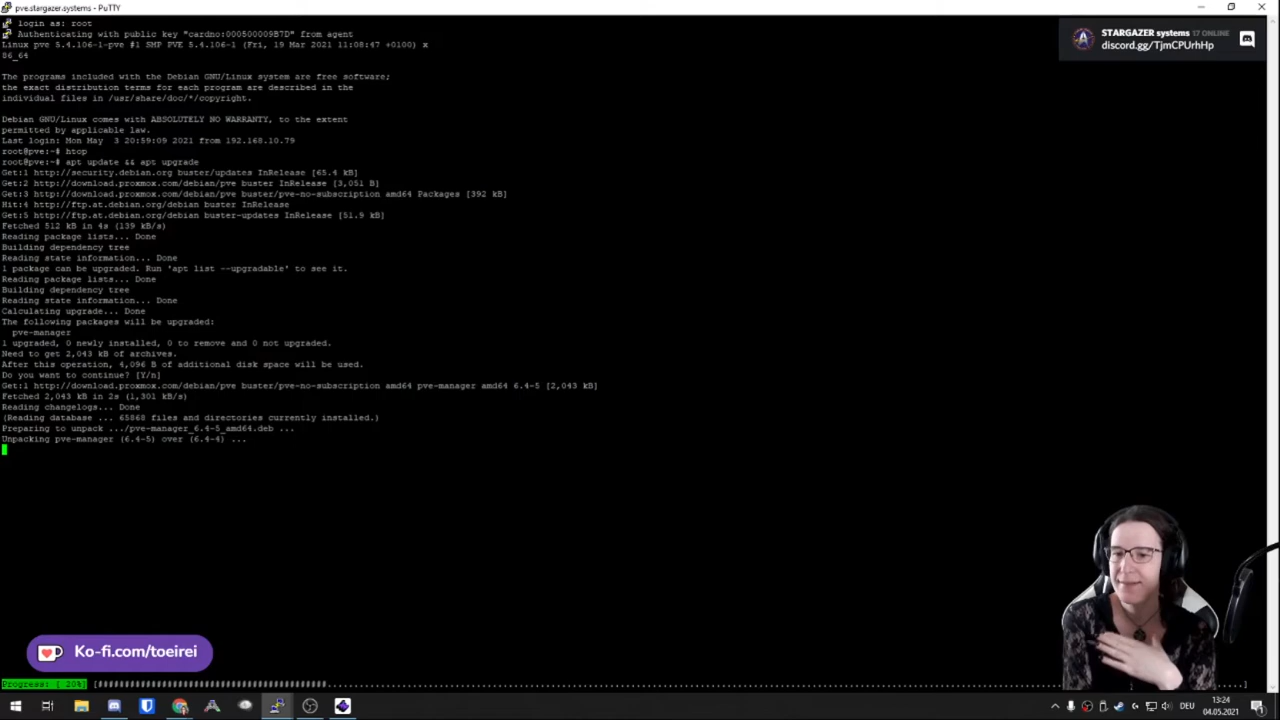 pve.stargazer.systems - PuTTY
login as: root
Authenticating with public key "cardno:000500009B7D" from agent
Linux pve 5.4.106-1-pve #1 SMP PVE 5.4.106-1 (Fri, 19 Mar 2021 11:08:47 +0100) x
86_64
The programs included with the Debian GNU/Linux system are free software;
the exact distribution terms for each program are described in the
individual files in /usr/share/doc/*/copyright.
Debian GNU/Linux comes with ABSOLUTELY NO WARRANTY, to the extent
permitted by applicable law.
Last login: Mon May  3 20:59:09 2021 from 192.168.10.79
root@pve:~# htop
root@pve:~# apt update && apt upgrade
Get:1 http://security.debian.org buster/updates InRelease [65.4 kB]
Get:2 http://download.proxmox.com/debian/pve buster InRelease [3,051 B]
Get:3 http://download.proxmox.com/debian/pve buster/pve-no-subscription amd64 Packages [392 kB]
Hit:4 http://ftp.at.debian.org/debian buster InRelease
Get:5 http://ftp.at.debian.org/debian buster-updates InRelease [51.9 kB]
Fetched 512 kB in 4s (139 kB/s)
Reading package lists... Done
Building dependency tree
Reading state information... Done
1 package can be upgraded. Run 'apt list --upgradable' to see it.
Reading package lists... Done
Building dependency tree
Reading state information... Done
Calculating upgrade... Done
The following packages will be upgraded:
pve-manager
1 upgraded, 0 newly installed, 0 to remove and 0 not upgraded.
Need to get 2,043 kB of archives.
After this operation, 4,096 B of additional disk space will be used.
Do you want to continue? [Y/n]
Get:1 http://download.proxmox.com/debian/pve buster/pve-no-subscription amd64 pve-manager amd64 6.4-5 [2,043 kB]
Fetched 2,043 kB in 2s (1,301 kB/s)
Reading changelogs... Done
(Reading database ... 65868 files and directories currently installed.)
Preparing to unpack .../pve-manager_6.4-5_amd64.deb ...
Unpacking pve-manager (6.4-5) over (6.4-4) ...
STARGAZER systems 17 ONLINE
discord.gg/TjmCPUrhHp
Ko-fi.com/toeirei
Progress: [ 20%]
DEU
13:24
04.05.2021